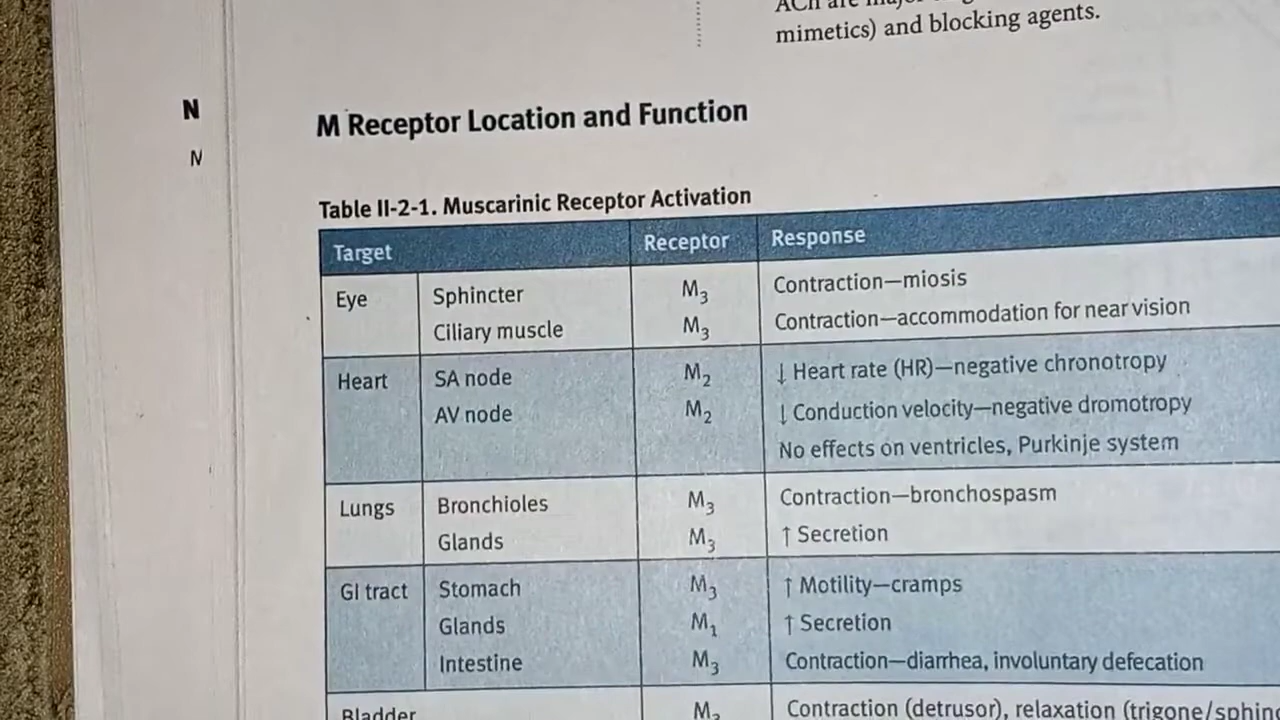 mimetics) and blocking agents.
N
M Receptor Location and Function
Table II-2-1. Muscarinic Receptor Activation
Target Receptor Response
Eye Sphincter M₃ Contraction—miosis
Ciliary muscle M₃ Contraction—accommodation for near vision
Heart SA node M₂ ↓ Heart rate (HR)—negative chronotropy
AV node M₂ ↓ Conduction velocity—negative dromotropy
No effects on ventricles, Purkinje system
Lungs Bronchioles M₃ Contraction—bronchospasm
Glands M₃ ↑ Secretion
GI tract Stomach M₃ ↑ Motility—cramps
Glands M₁ ↑ Secretion
Intestine M₃ Contraction—diarrhea, involuntary defecation
Bladder M₃ Contraction (detrusor), relaxation (trigone/sphinc